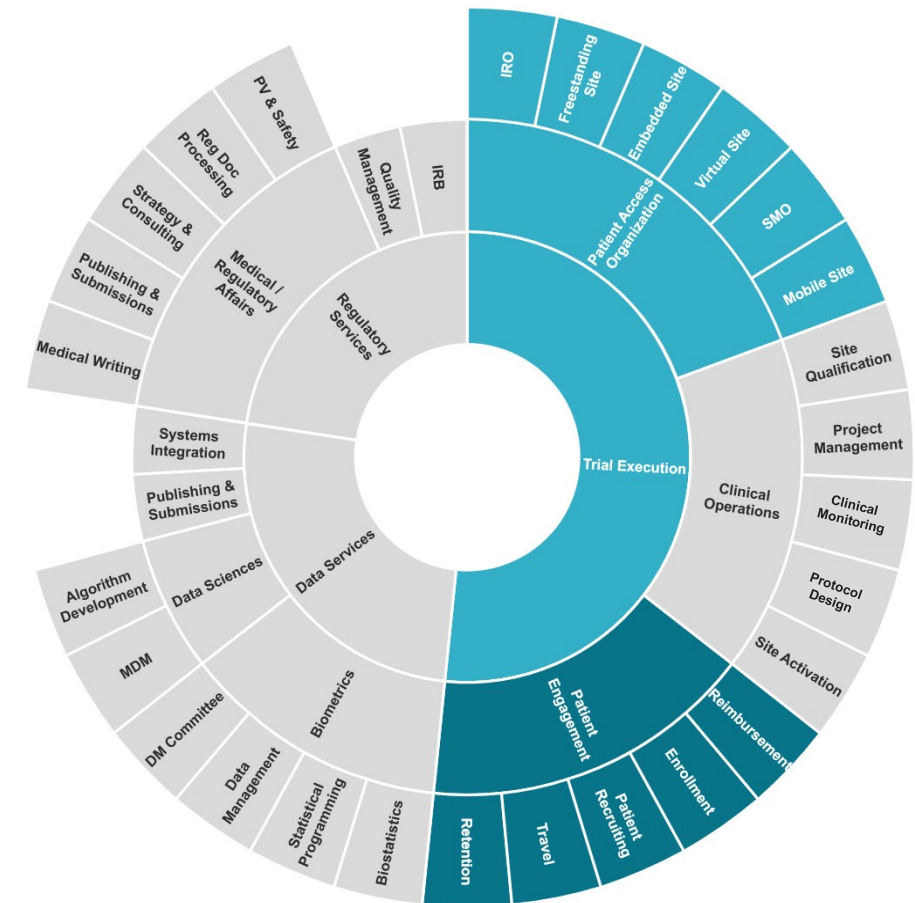 IRO
Freestanding
Site
Embedded Site
Virtual Site
SMO
Mobile Site
Patient Access
Organization
Trial Execution
Clinical
Operations
Site
Qualification
Project
Management
Clinical
Monitoring
Protocol
Design
Site Activation
Patient
Engagement
Reimbursement
Enrollment
Patient
Recruiting
Travel
Retention
Data Services
Biometrics
Biostatistics
Statistical
Programming
Data
Management
DM Committee
Data Sciences
MDM
Algorithm
Development
Publishing &
Submissions
Systems
Integration
Regulatory
Services
Medical /
Regulatory
Affairs
Medical Writing
Publishing &
Submissions
Strategy &
Consulting
Reg Doc
Processing
PV & Safety
Quality
Management
IRB